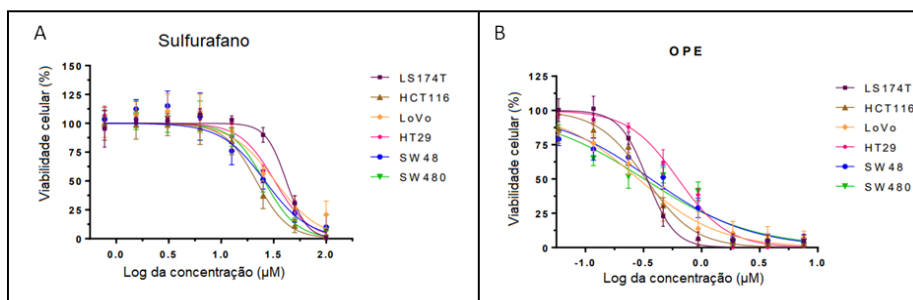 A
Sulfurafano
Viabilidade celular (%)
150
125
100
75
50
25
0
0.0
0.5
1.0
1.5
2.0
Log da concentração (µM)
LS174T
HCT116
LoVo
HT29
SW48
SW480
B
OPE
Viabilidade celular (%)
125
100
75
50
25
0
-1.0
-0.5
0.0
0.5
1.0
Log da concentração (µM)
LS174T
HCT116
LoVo
HT29
SW48
SW480